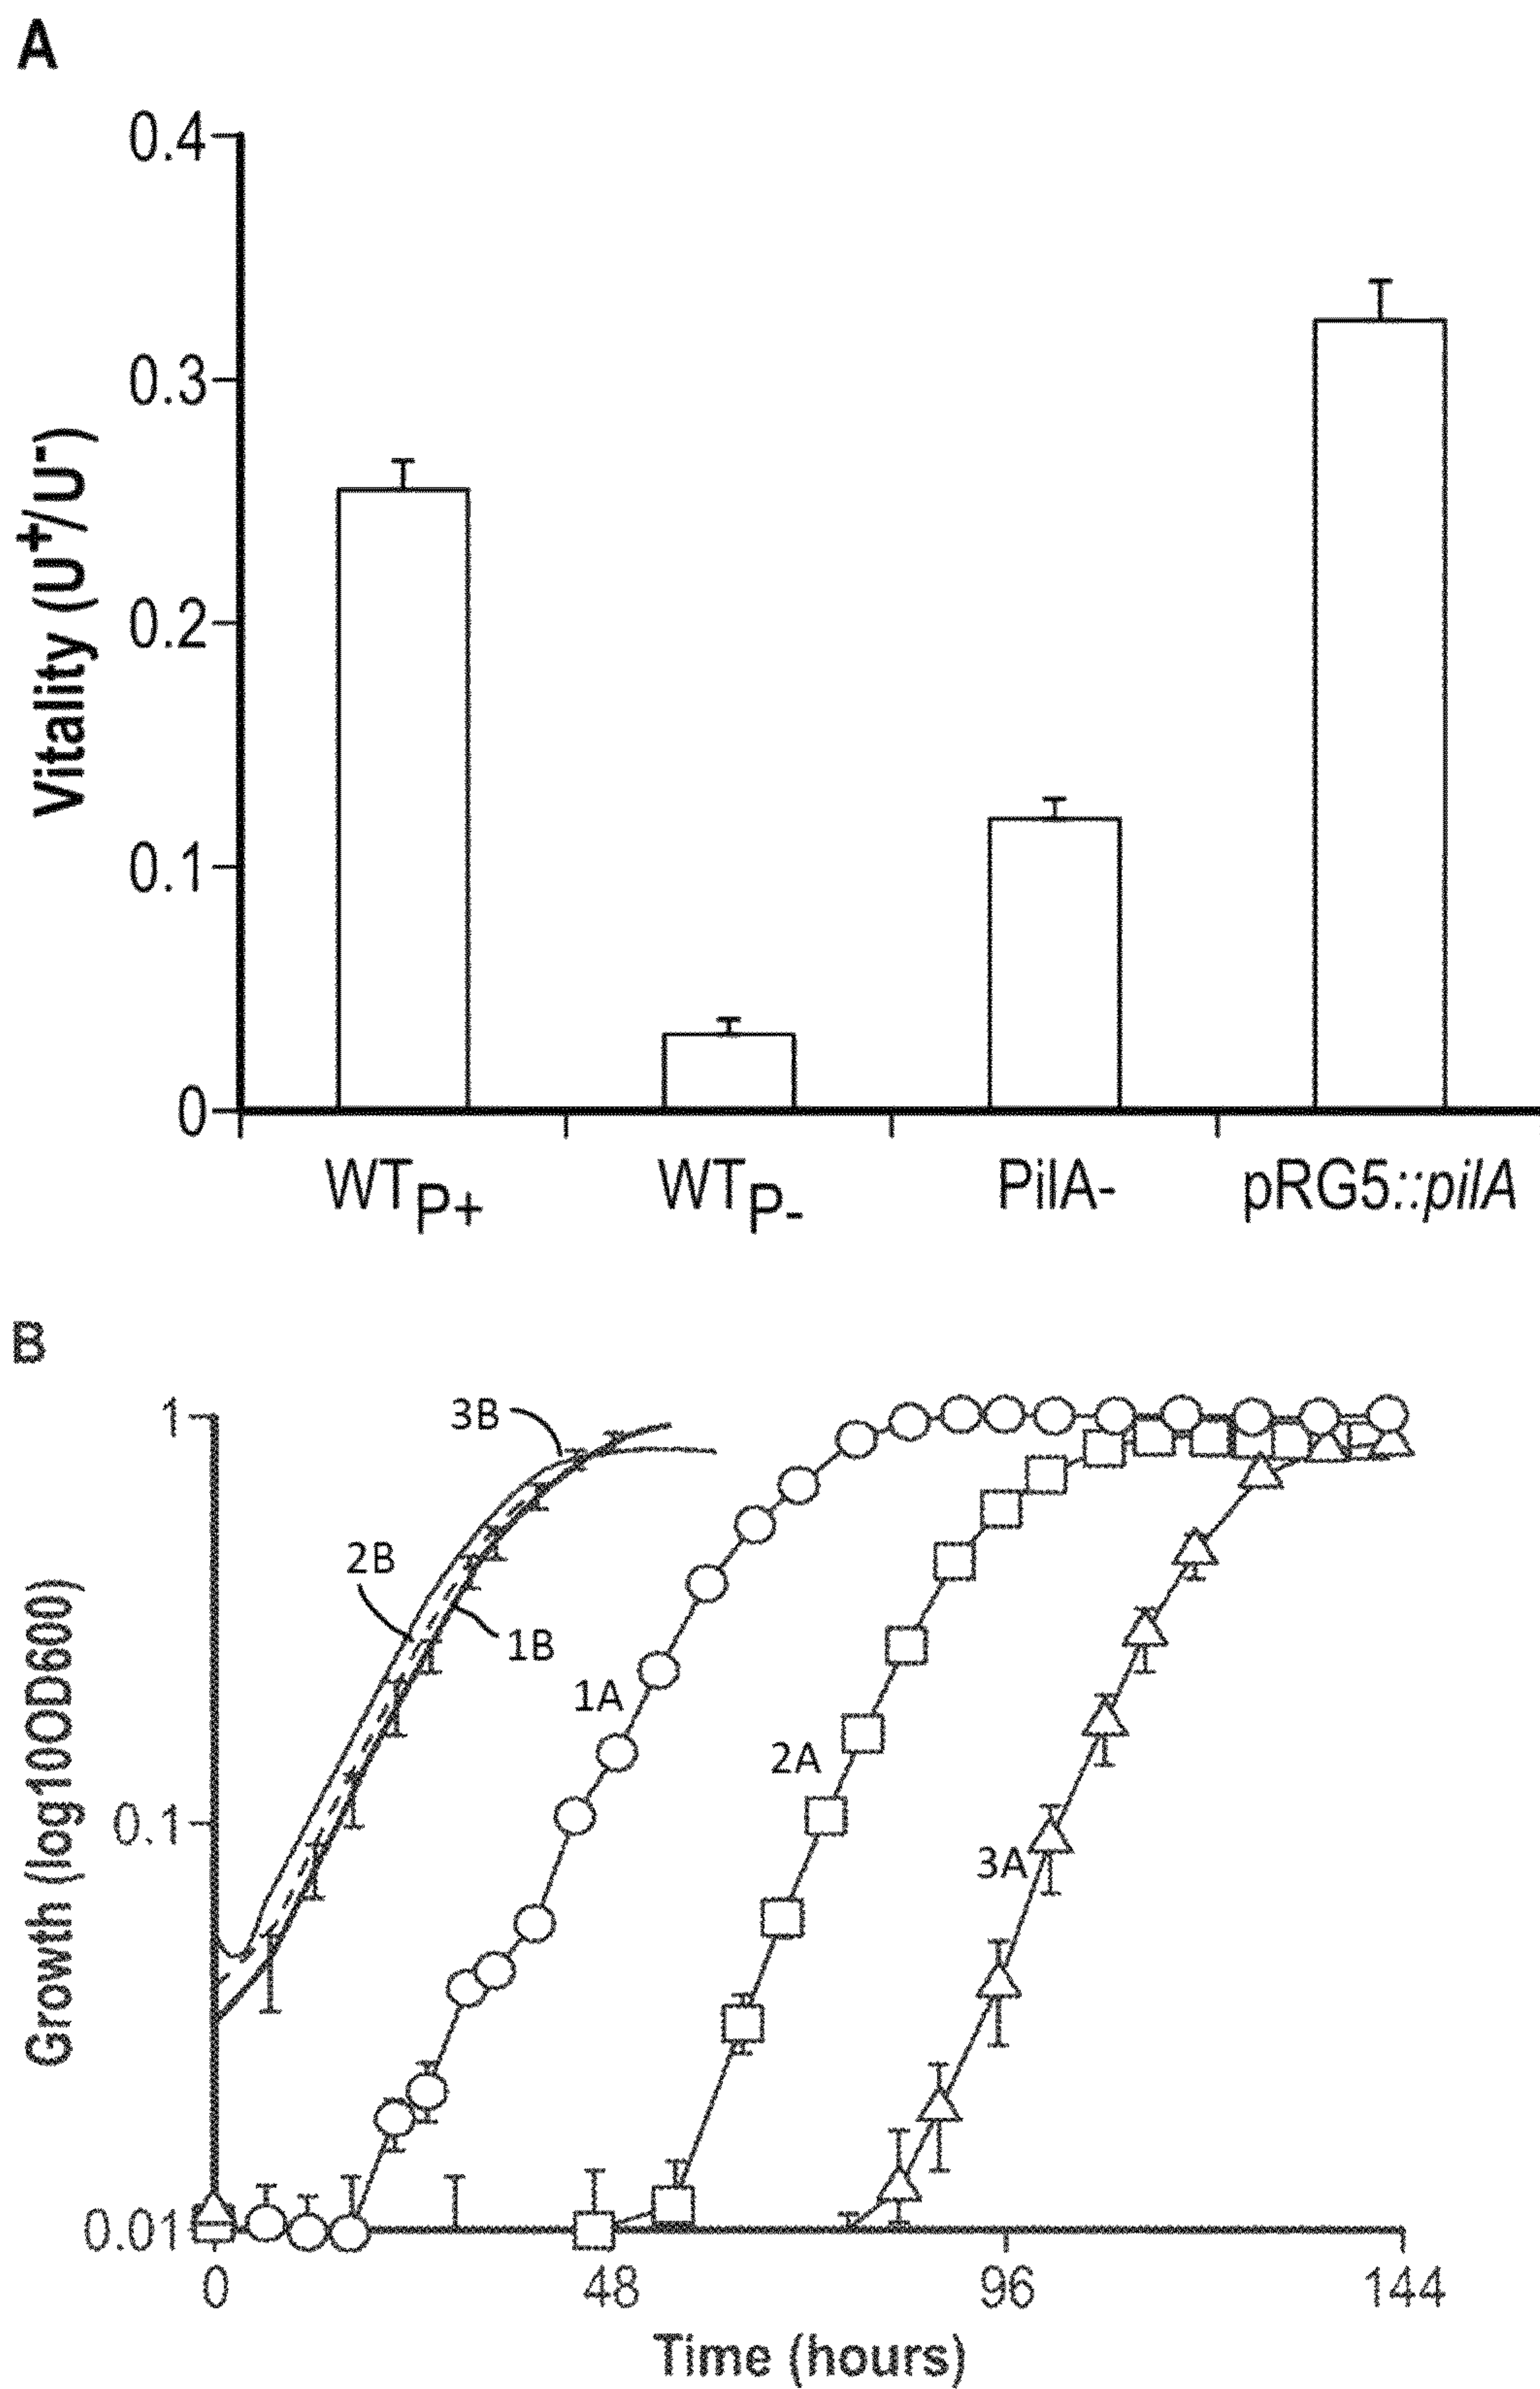 A
0.4
0.3
0.2
0.1
0
Vitality (U+/U-)
WTP+ WTP- PilA- pRG5::pilA
B
1
0.1
0.01
Growth (log10OD600)
3B
2B
1B
1A
2A
3A
0 48 96 144
Time (hours)